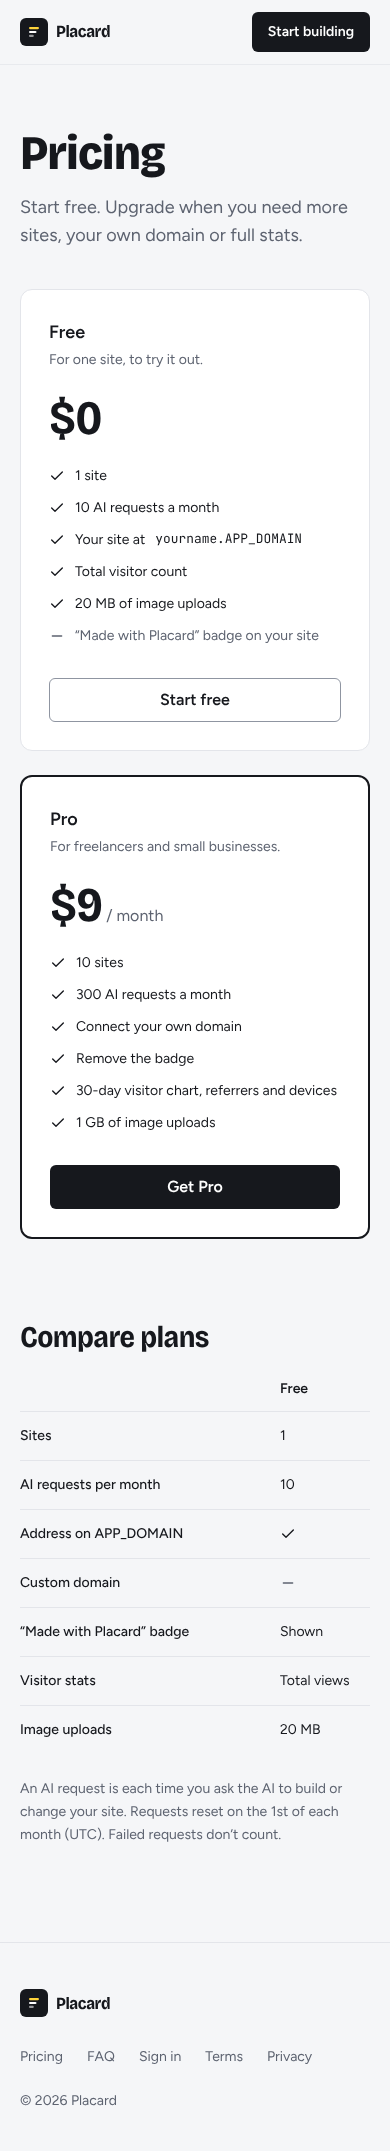 Placard
Start building
Pricing
Start free. Upgrade when you need more
sites, your own domain or full stats.
Free
For one site, to try it out.
$0
1 site
10 AI requests a month
Your site at yourname.APP_DOMAIN
Total visitor count
20 MB of image uploads
“Made with Placard” badge on your site
Start free
Pro
For freelancers and small businesses.
$9 / month
10 sites
300 AI requests a month
Connect your own domain
Remove the badge
30-day visitor chart, referrers and devices
1 GB of image uploads
Get Pro
Compare plans
Free
Sites 1
AI requests per month 10
Address on APP_DOMAIN ✓
Custom domain —
“Made with Placard” badge Shown
Visitor stats Total views
Image uploads 20 MB
An AI request is each time you ask the AI to build or
change your site. Requests reset on the 1st of each
month (UTC). Failed requests don’t count.
Placard
Pricing FAQ Sign in Terms Privacy
© 2026 Placard